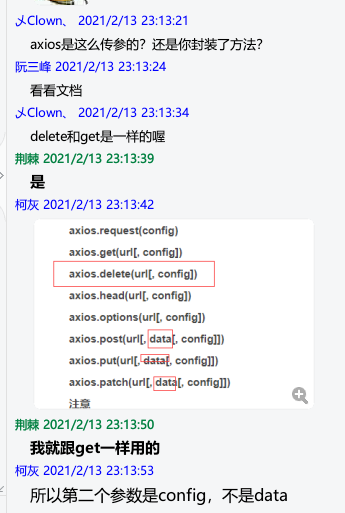 乄Clown、 2021/2/13 23:13:21
axios是这么传参的？还是你封装了方法？
阮三峰 2021/2/13 23:13:24
看看文档
乄Clown、 2021/2/13 23:13:34
delete和get是一样的喔
荆棘 2021/2/13 23:13:39
是
柯灰 2021/2/13 23:13:42
axios.request(config)
axios.get(url[, config])
axios.delete(url[, config])
axios.head(url[, config])
axios.options(url[, config])
axios.post(url[, data[, config]])
axios.put(url[, data[, config]])
axios.patch(url[, data[, config]])
注意
荆棘 2021/2/13 23:13:50
我就跟get一样用的
柯灰 2021/2/13 23:13:53
所以第二个参数是config，不是data